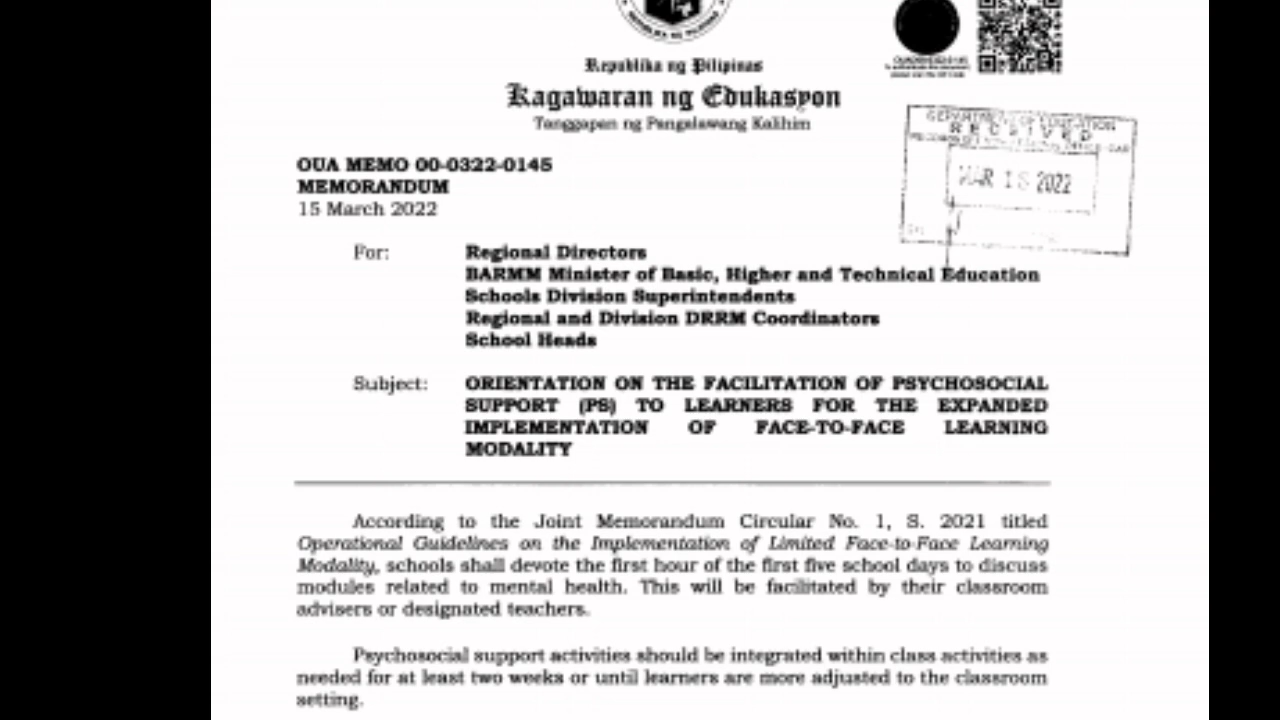 REPUBLIKA NG PILIPINAS
Republika ng Pilipinas
Kagawaran ng Edukasyon
Tanggapan ng Pangalawang Kalihim
DEPARTMENT OF EDUCATION
RECEIVED
MAR 2022
OUA MEMO 00-0322-0145
MEMORANDUM
15 March 2022
For: Regional Directors
BARMM Minister of Basic, Higher and Technical Education
Schools Division Superintendents
Regional and Division DRRM Coordinators
School Heads
Subject: ORIENTATION ON THE FACILITATION OF PSYCHOSOCIAL
SUPPORT (PS) TO LEARNERS FOR THE EXPANDED
IMPLEMENTATION OF FACE-TO-FACE LEARNING
MODALITY
According to the Joint Memorandum Circular No. 1, S. 2021 titled
Operational Guidelines on the Implementation of Limited Face-to-Face Learning
Modality, schools shall devote the first hour of the first five school days to discuss
modules related to mental health. This will be facilitated by their classroom
advisers or designated teachers.
Psychosocial support activities should be integrated within class activities as
needed for at least two weeks or until learners are more adjusted to the classroom
setting.